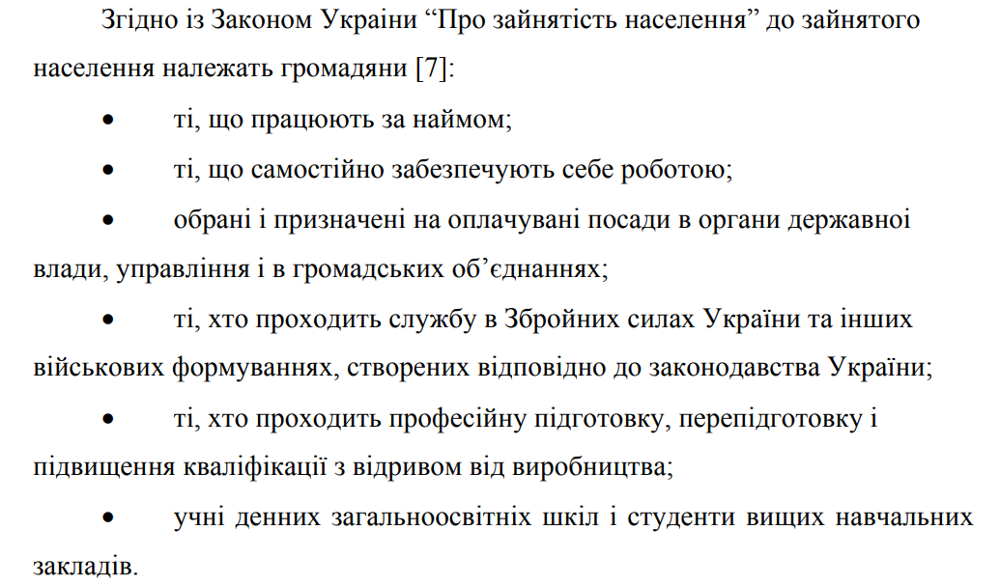 Згідно із Законом України “Про зайнятість населення” до зайнятого
населення належать громадяни [7]:
• ті, що працюють за наймом;
• ті, що самостійно забезпечують себе роботою;
• обрані і призначені на оплачувані посади в органи державної
влади, управління і в громадських об’єднаннях;
• ті, хто проходить службу в Збройних силах України та інших
військових формуваннях, створених відповідно до законодавства України;
• ті, хто проходить професійну підготовку, перепідготовку і
підвищення кваліфікації з відривом від виробництва;
• учні денних загальноосвітніх шкіл і студенти вищих навчальних
закладів.